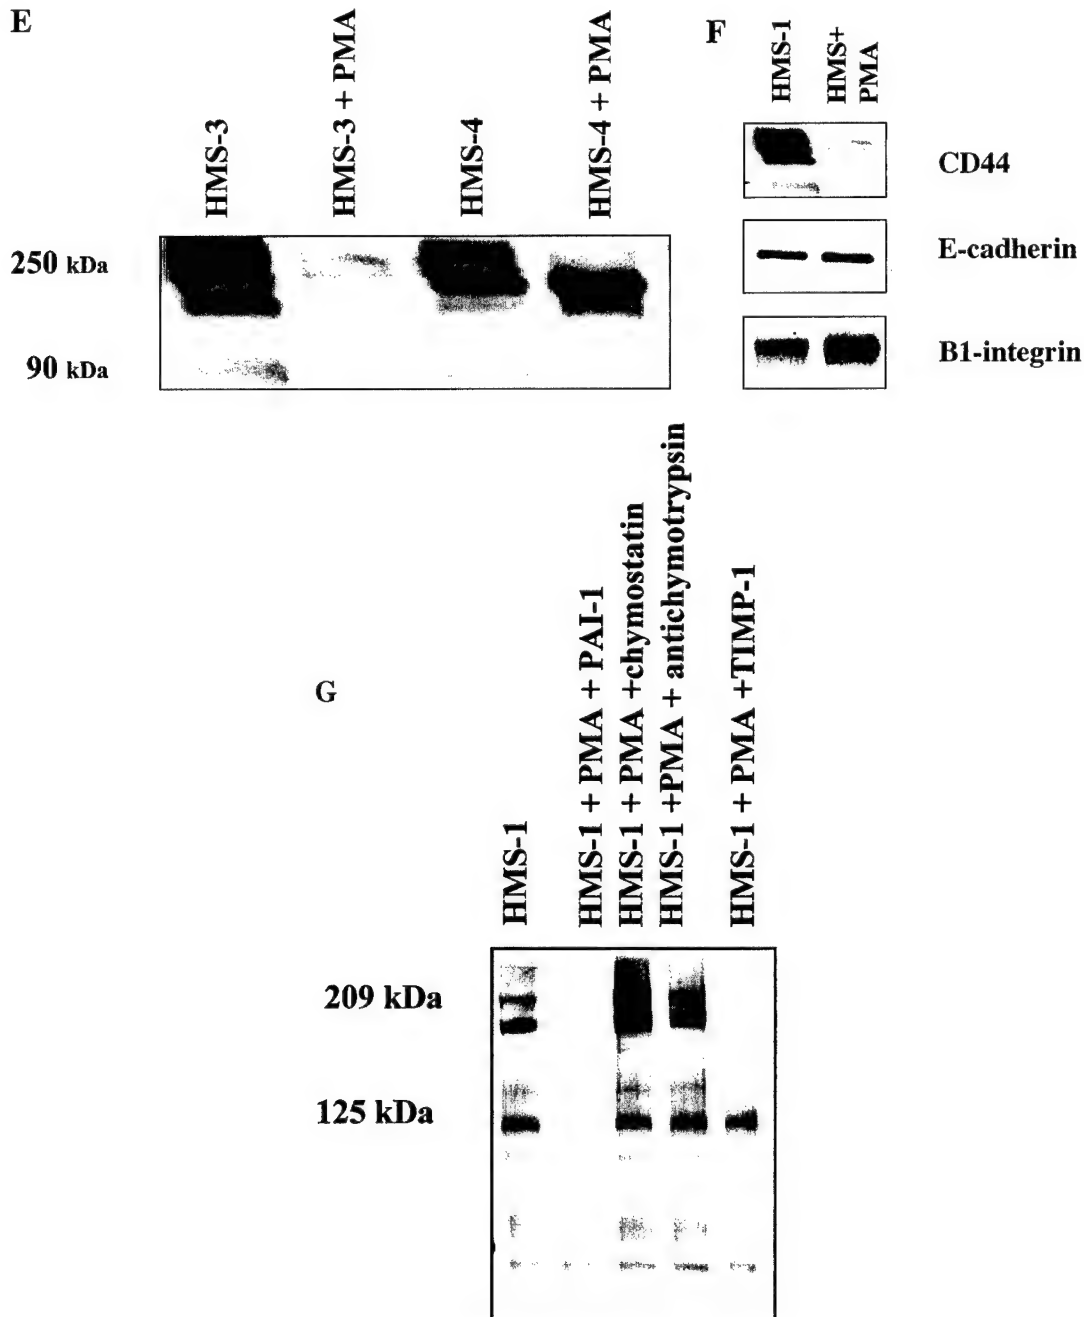 E
HMS-3
HMS-3 + PMA
HMS-4
HMS-4 + PMA
250 kDa
90 kDa
F
HMS-1
HMS+
PMA
CD44
E-cadherin
B1-integrin
G
HMS-1
HMS-1 + PMA + PAI-1
HMS-1 + PMA +chymostatin
HMS-1 +PMA + antichymotrypsin
HMS-1 + PMA +TIMP-1
209 kDa
125 kDa